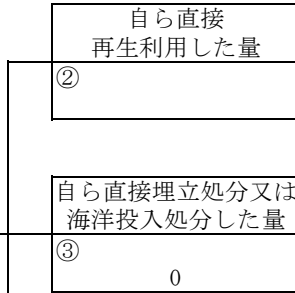 自ら直接
再生利用した量
②
自ら直接埋立処分又は
海洋投入処分した量
③
0